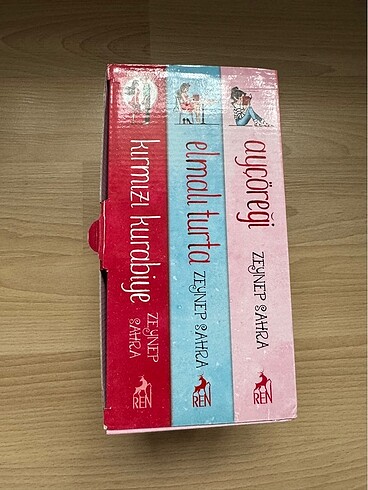 kırmızı kurabiye
ZEYNEP
SAHRA
REN
elmalı turta
ZEYNEP SAHRA
REN
ayçöreği
ZEYNEP SAHRA
REN